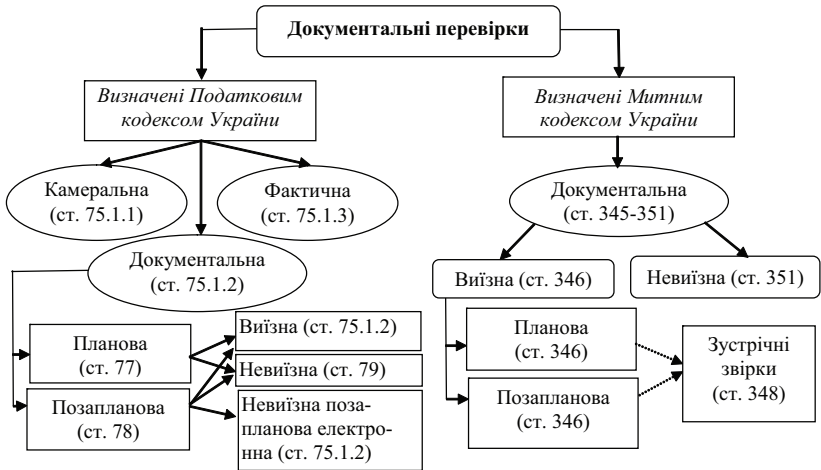 Документальні перевірки
Визначені Податковим
кодексом України
Камеральна
(ст. 75.1.1)
Фактична
(ст. 75.1.3)
Документальна
(ст. 75.1.2)
Планова
(ст. 77)
Позапланова
(ст. 78)
Виїзна (ст. 75.1.2)
Невиїзна (ст. 79)
Невиїзна поза-
планова електро-
нна (ст. 75.1.2)
Визначені Митним
кодексом України
Документальна
(ст. 345-351)
Виїзна (ст. 346)
Невиїзна (ст. 351)
Планова
(ст. 346)
Позапланова
(ст. 346)
Зустрічні
звірки
(ст. 348)